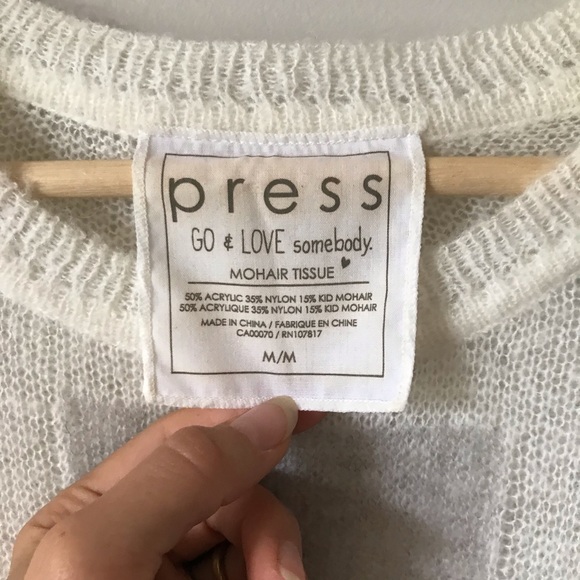 press
GO & LOVE somebody.
MOHAIR TISSUE
50% ACRYLIC 35% NYLON 15% KID MOHAIR
50% ACRYLIQUE 35% NYLON 15% KID MOHAIR
MADE IN CHINA / FABRIQUE EN CHINE
CA00070 / RN107817
M/M